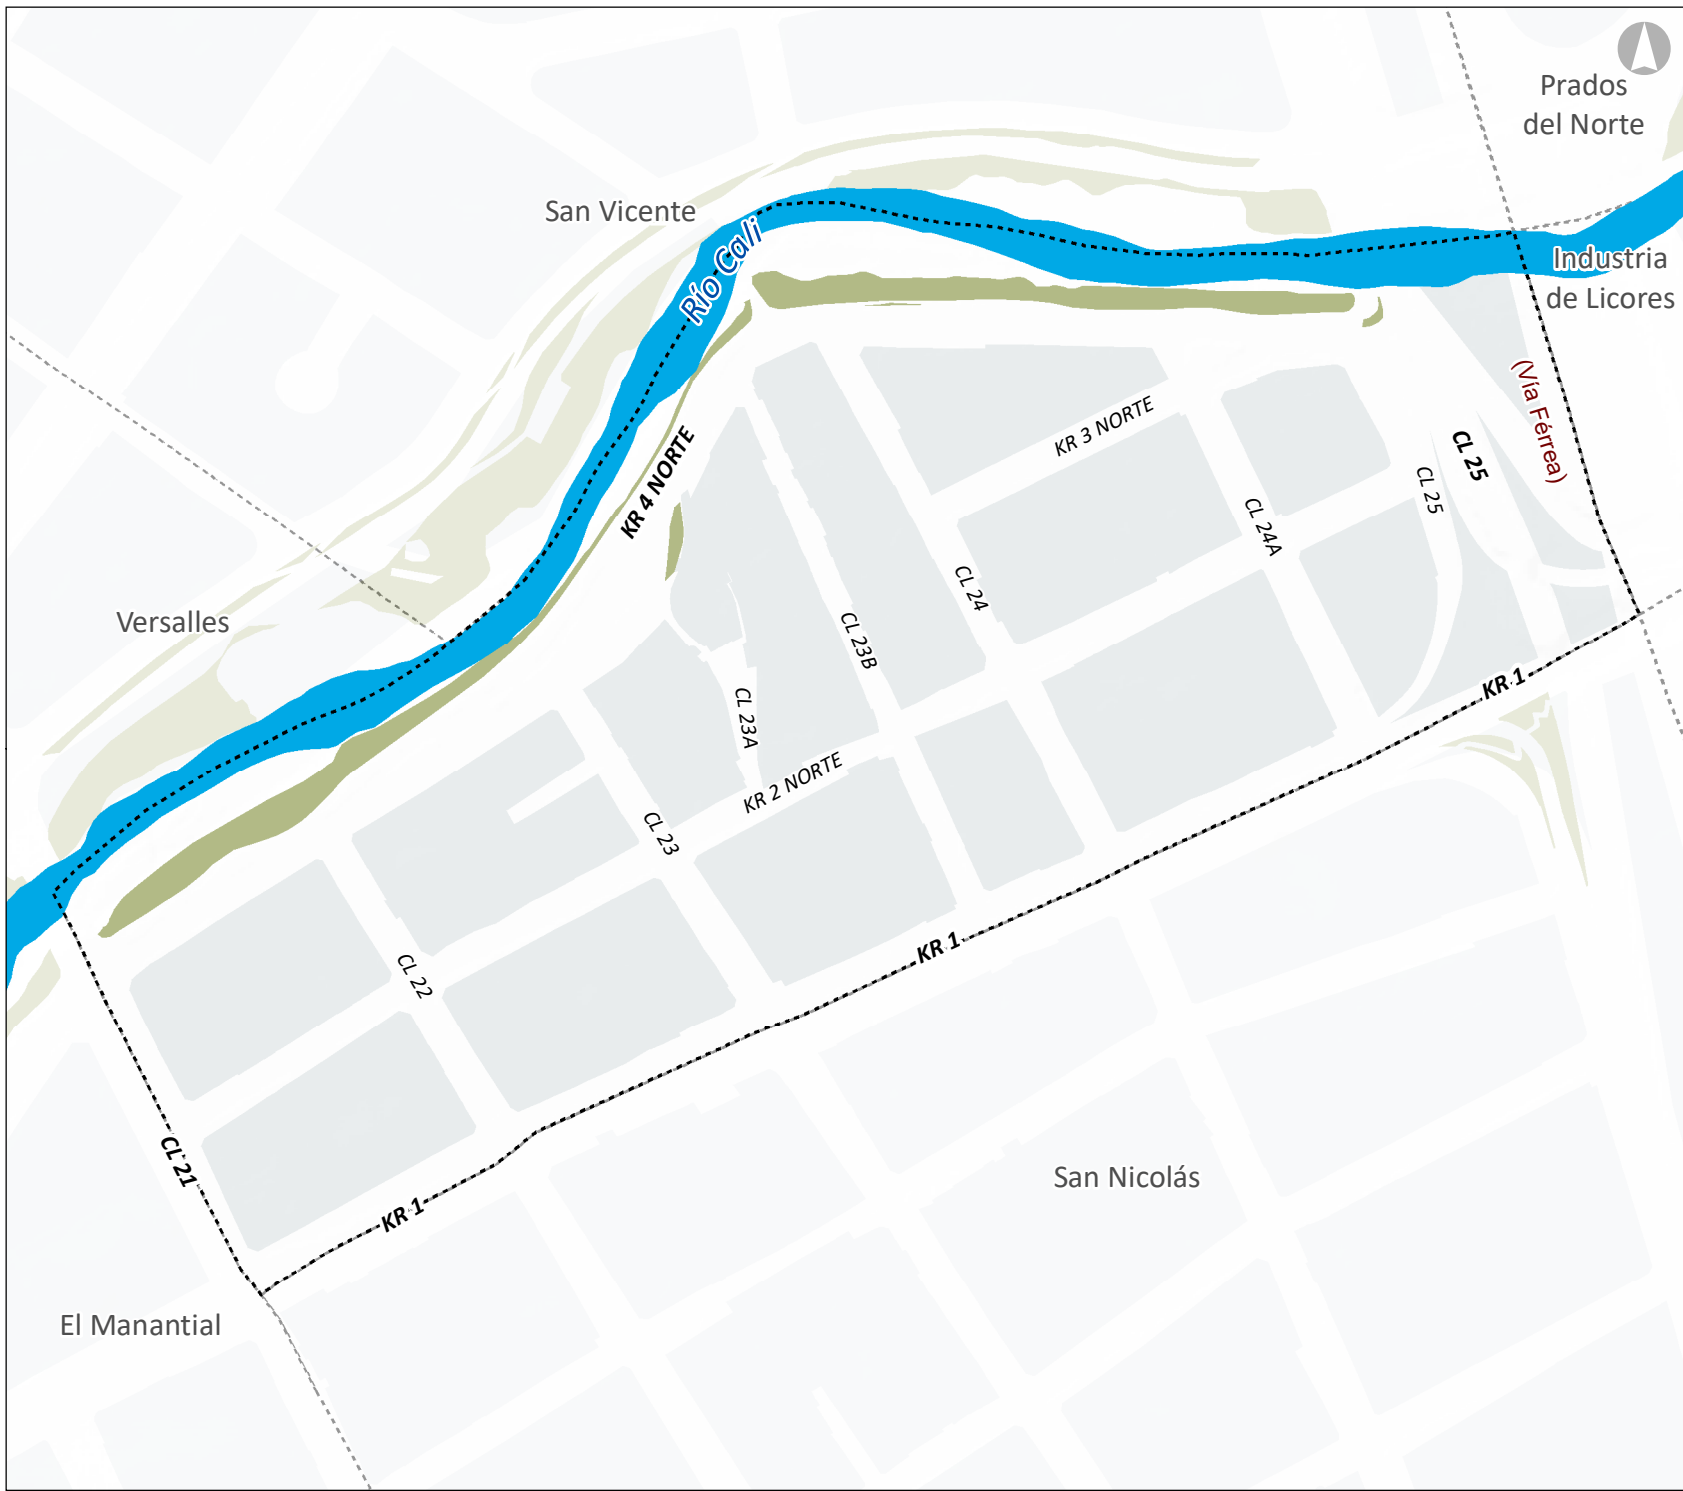 Prados
del Norte
San Vicente
Río Cali
Industria
de Licores
(Vía Férrea)
KR 3 NORTE
CL 25
CL 25
KR 4 NORTE
CL 24A
CL 24
Versalles
CL 23B
KR 1
CL 23A
KR 2 NORTE
CL 23
KR 1
CL 22
CL 21
San Nicolás
KR 1
El Manantial